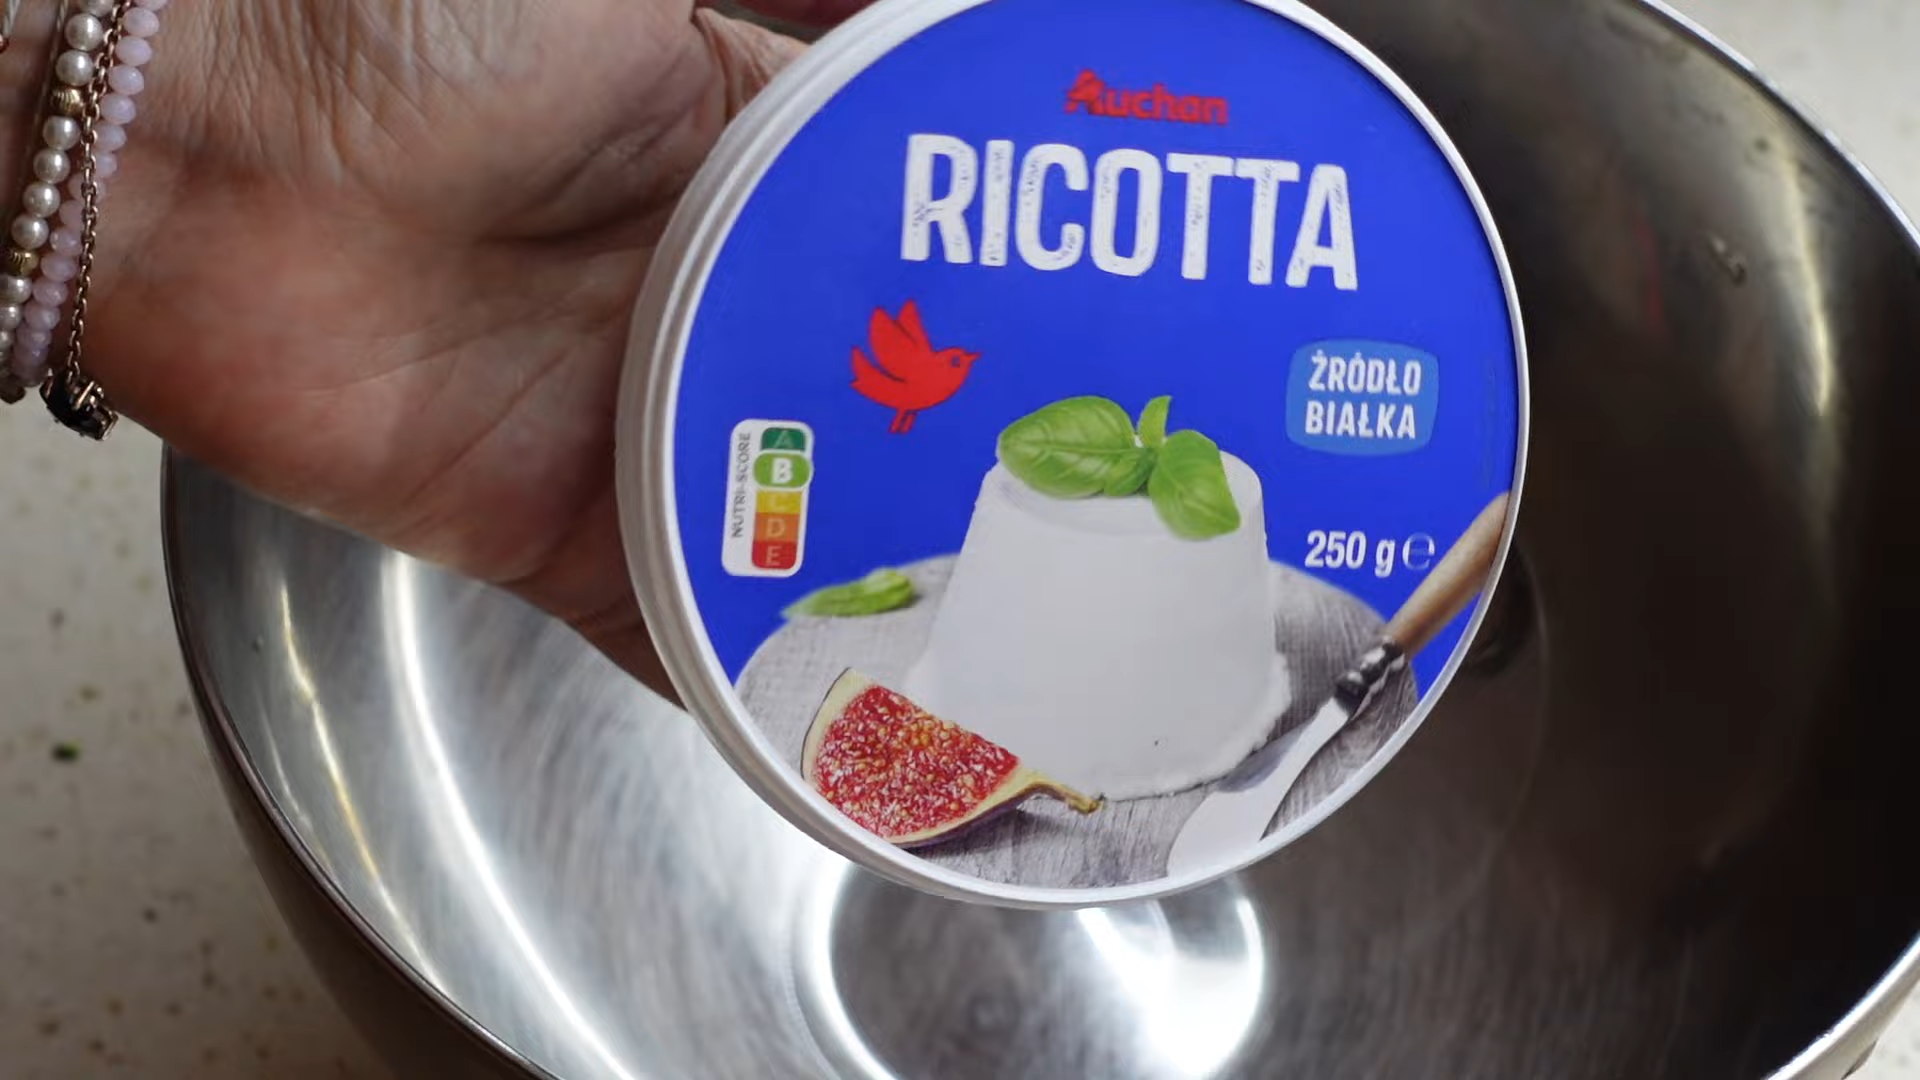 Auchan
RICOTTA
ŹRÓDŁO
BIAŁKA
NUTRI-SCORE
A
B
C
D
E
250 g ℮